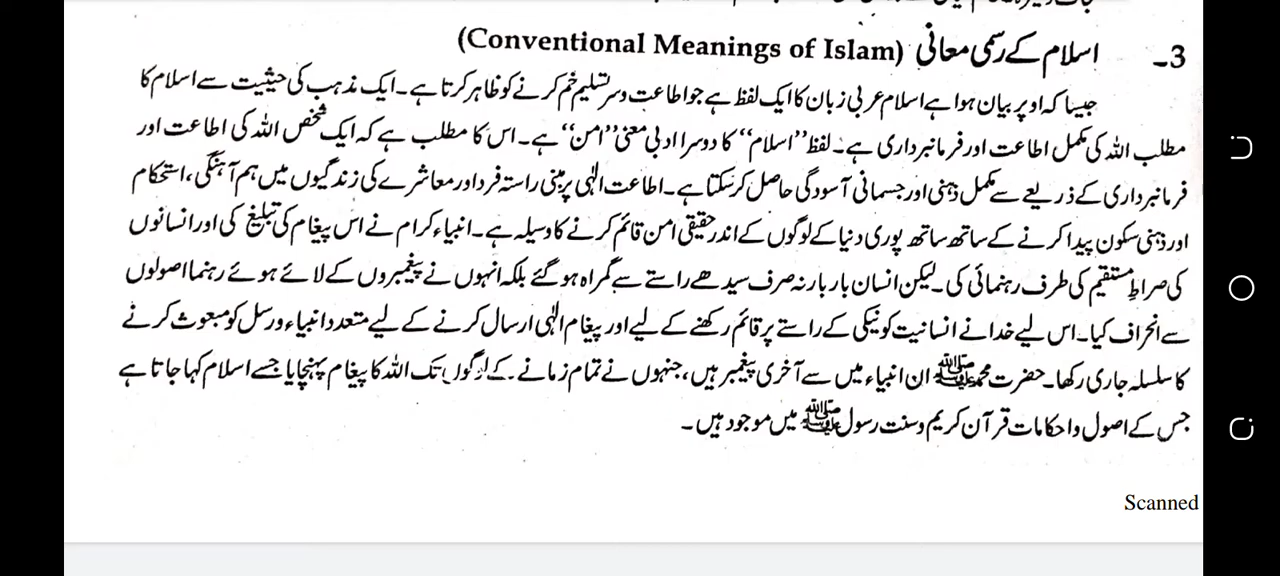 3۔ اسلام کے رسمی معانی (Conventional Meanings of Islam)
جیسا کہ اوپر بیان ہوا ہے اسلام عربی زبان کا ایک لفظ ہے جو اطاعت و سر تسلیم خم کرنے کو ظاہر کرتا ہے۔ ایک مذہب کی حیثیت سے اسلام کا
مطلب اللہ کی مکمل اطاعت اور فرمانبرداری ہے۔ لفظ ”اسلام“ کا دوسرا ادبی معنی ”امن“ ہے۔ اس کا مطلب ہے کہ ایک شخص اللہ کی اطاعت اور
فرمانبرداری کے ذریعے سے مکمل ذہنی اور جسمانی آسودگی حاصل کر سکتا ہے۔ اطاعت الٰہی پر مبنی راستہ فرد اور معاشرے کی زندگیوں میں ہم آہنگی، استحکام
اور ذہنی سکون پیدا کرنے کے ساتھ ساتھ پوری دنیا کے لوگوں کے اندر حقیقی امن قائم کرنے کا وسیلہ ہے۔ انبیاء کرام نے اس پیغام کی تبلیغ کی اور انسانوں
کی صراطِ مستقیم کی طرف رہنمائی کی۔ لیکن انسان بار بار نہ صرف سیدھے راستے سے گمراہ ہو گئے بلکہ انہوں نے پیغمبروں کے لائے ہوئے رہنما اصولوں
سے انحراف کیا۔ اس لیے خدا نے انسانیت کو نیکی کے راستے پر قائم رکھنے کے لیے اور پیغام الٰہی ارسال کرنے کے لیے متعدد انبیاء و رسل کو مبعوث کرنے
کا سلسلہ جاری رکھا۔ حضرت محمد ﷺ ان انبیاء میں سے آخری پیغمبر ہیں، جنہوں نے تمام زمانے کے لوگوں تک اللہ کا پیغام پہنچایا جسے اسلام کہا جاتا ہے
جس کے اصول و احکامات قرآن کریم و سنت رسول ﷺ میں موجود ہیں۔
Scanned